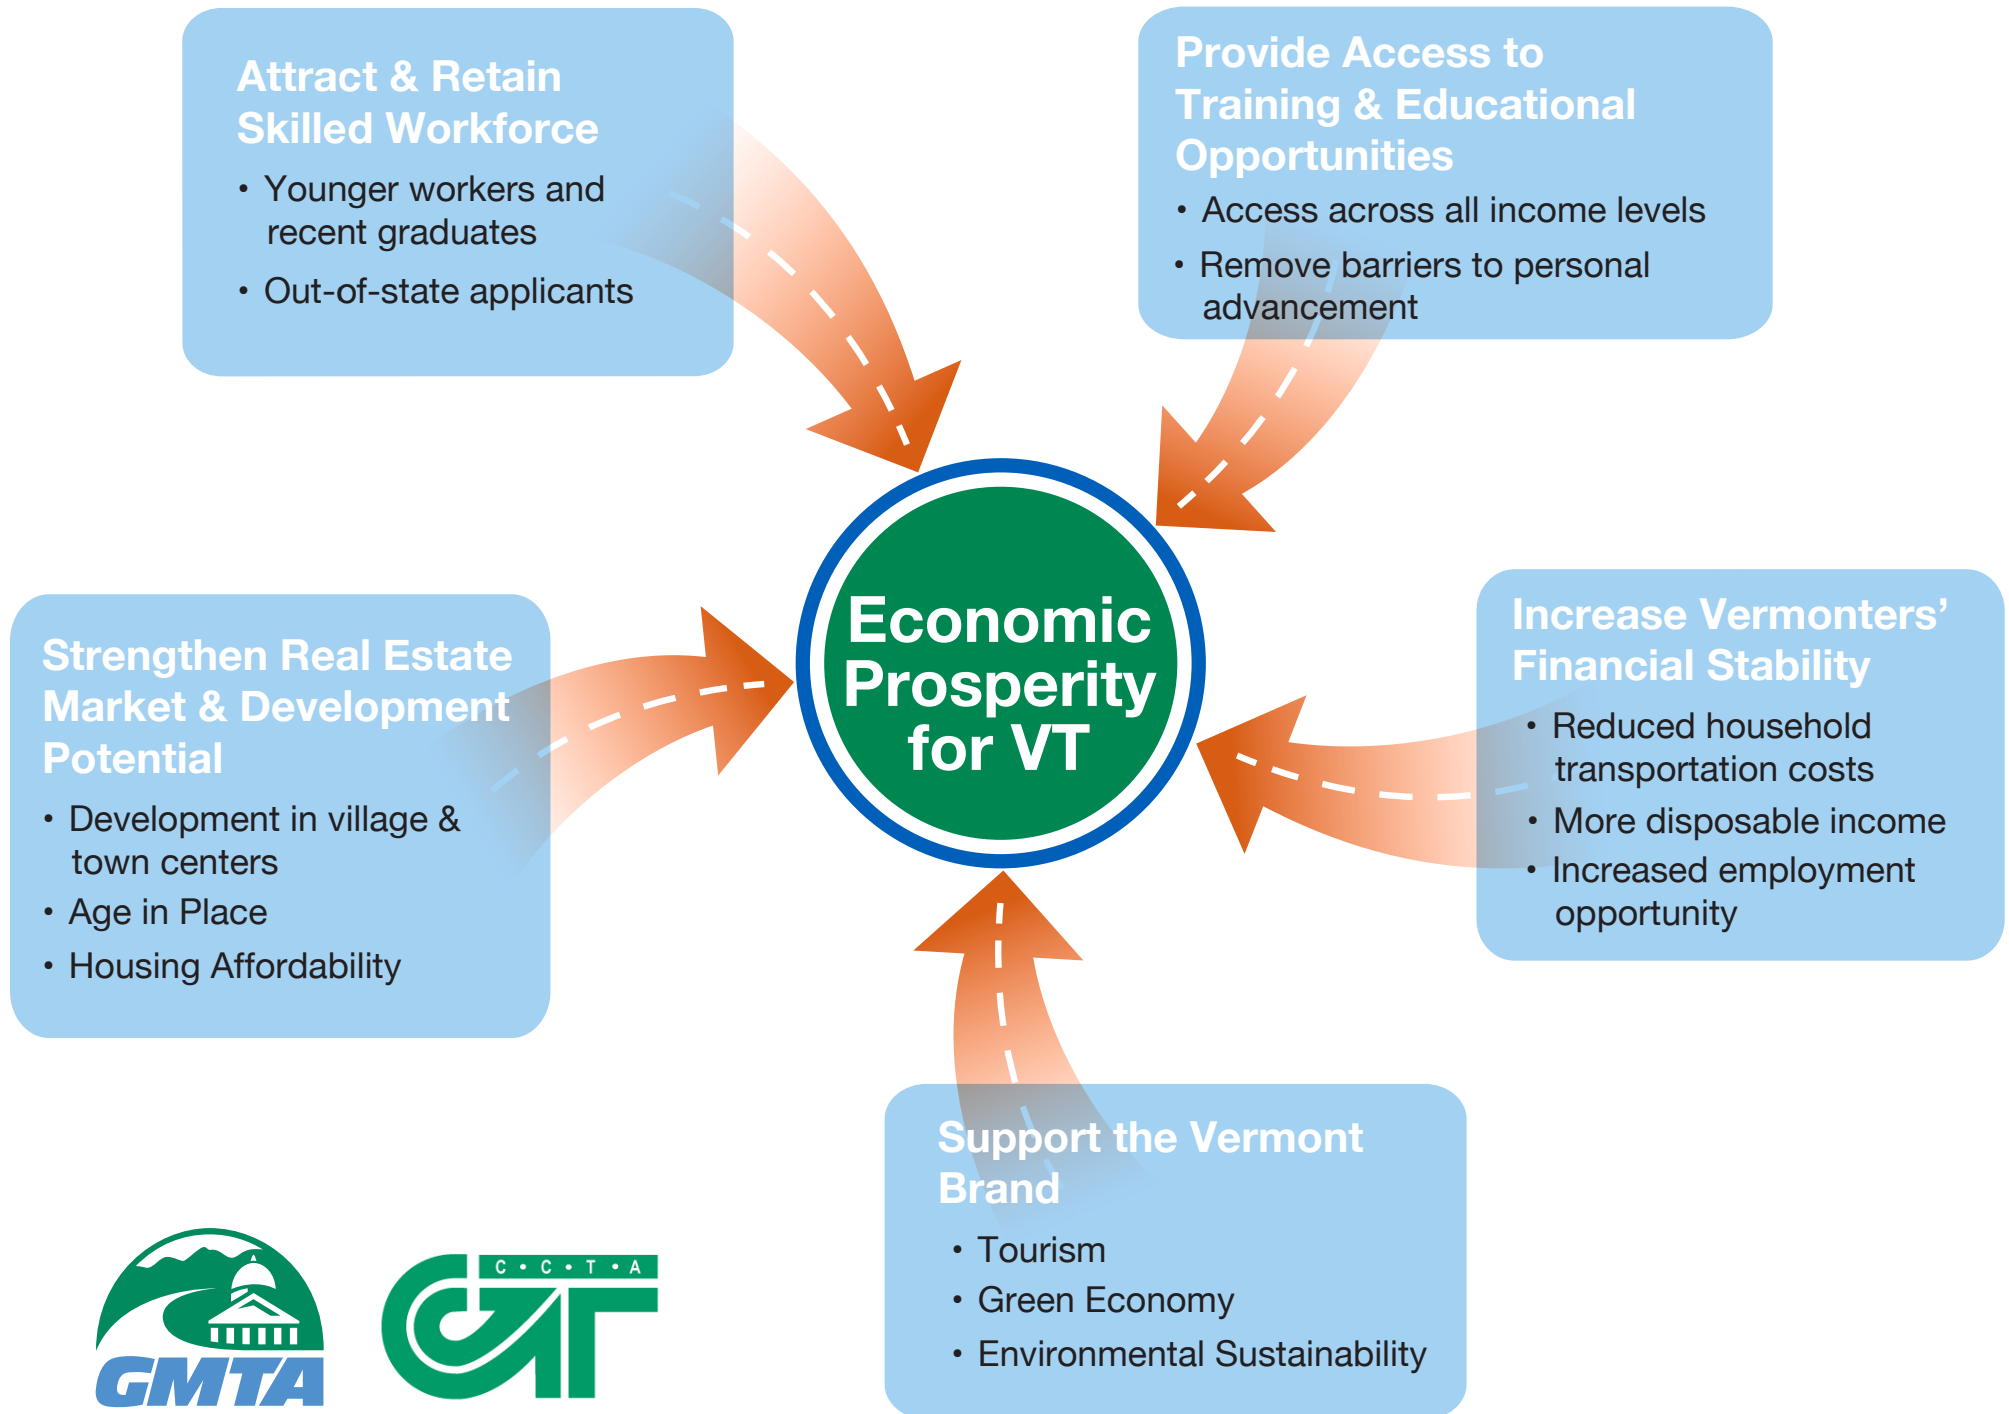 Attract & Retain
Skilled Workforce
• Younger workers and
recent graduates
• Out-of-state applicants
Provide Access to
Training & Educational
Opportunities
• Access across all income levels
• Remove barriers to personal
advancement
Economic
Prosperity
for VT
Strengthen Real Estate
Market & Development
Potential
• Development in village &
town centers
• Age in Place
• Housing Affordability
Increase Vermonters’
Financial Stability
• Reduced household
transportation costs
• More disposable income
• Increased employment
opportunity
Support the Vermont
Brand
• Tourism
• Green Economy
• Environmental Sustainability
GMTA
C • C • T • A